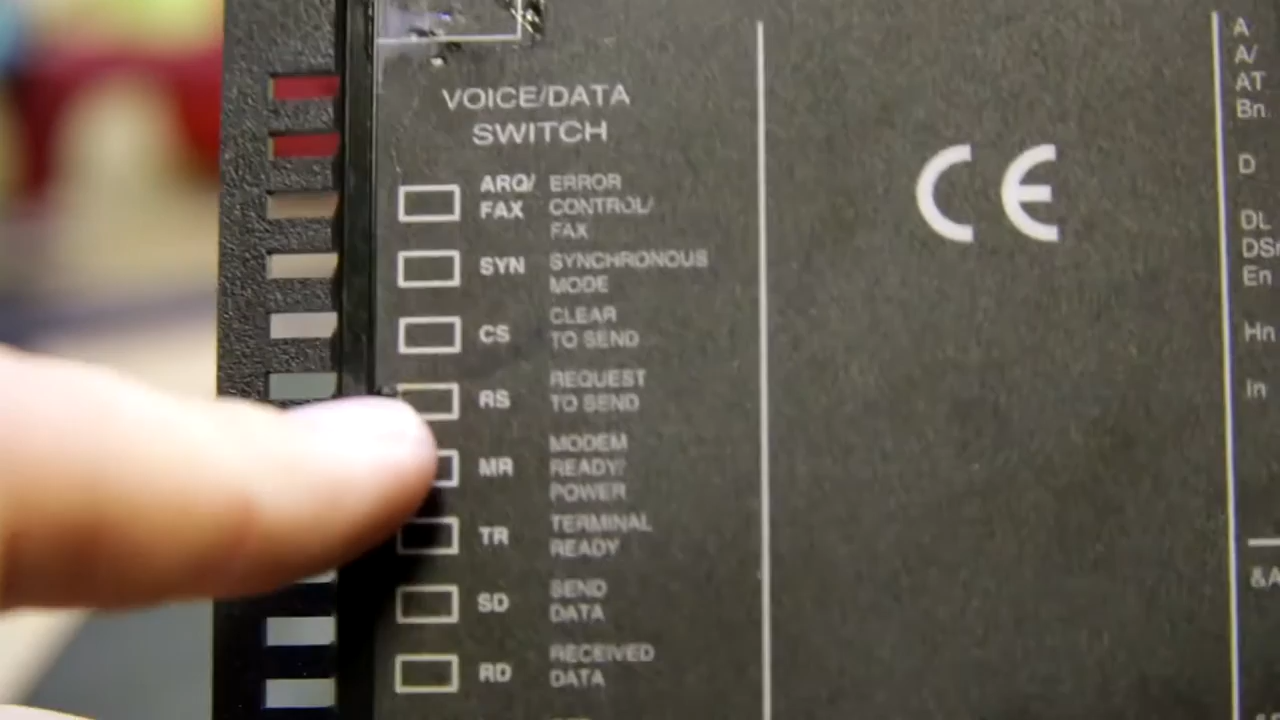 VOICE/DATA
SWITCH
ARQ/ ERROR
FAX CONTROL/
FAX
SYN SYNCHRONOUS
MODE
CS CLEAR
TO SEND
RS REQUEST
TO SEND
MR MODEM
READY/
POWER
TR TERMINAL
READY
SD SEND
DATA
RD RECEIVED
DATA
CE
A
A/
AT
Bn
D
DL
En
Hn
In